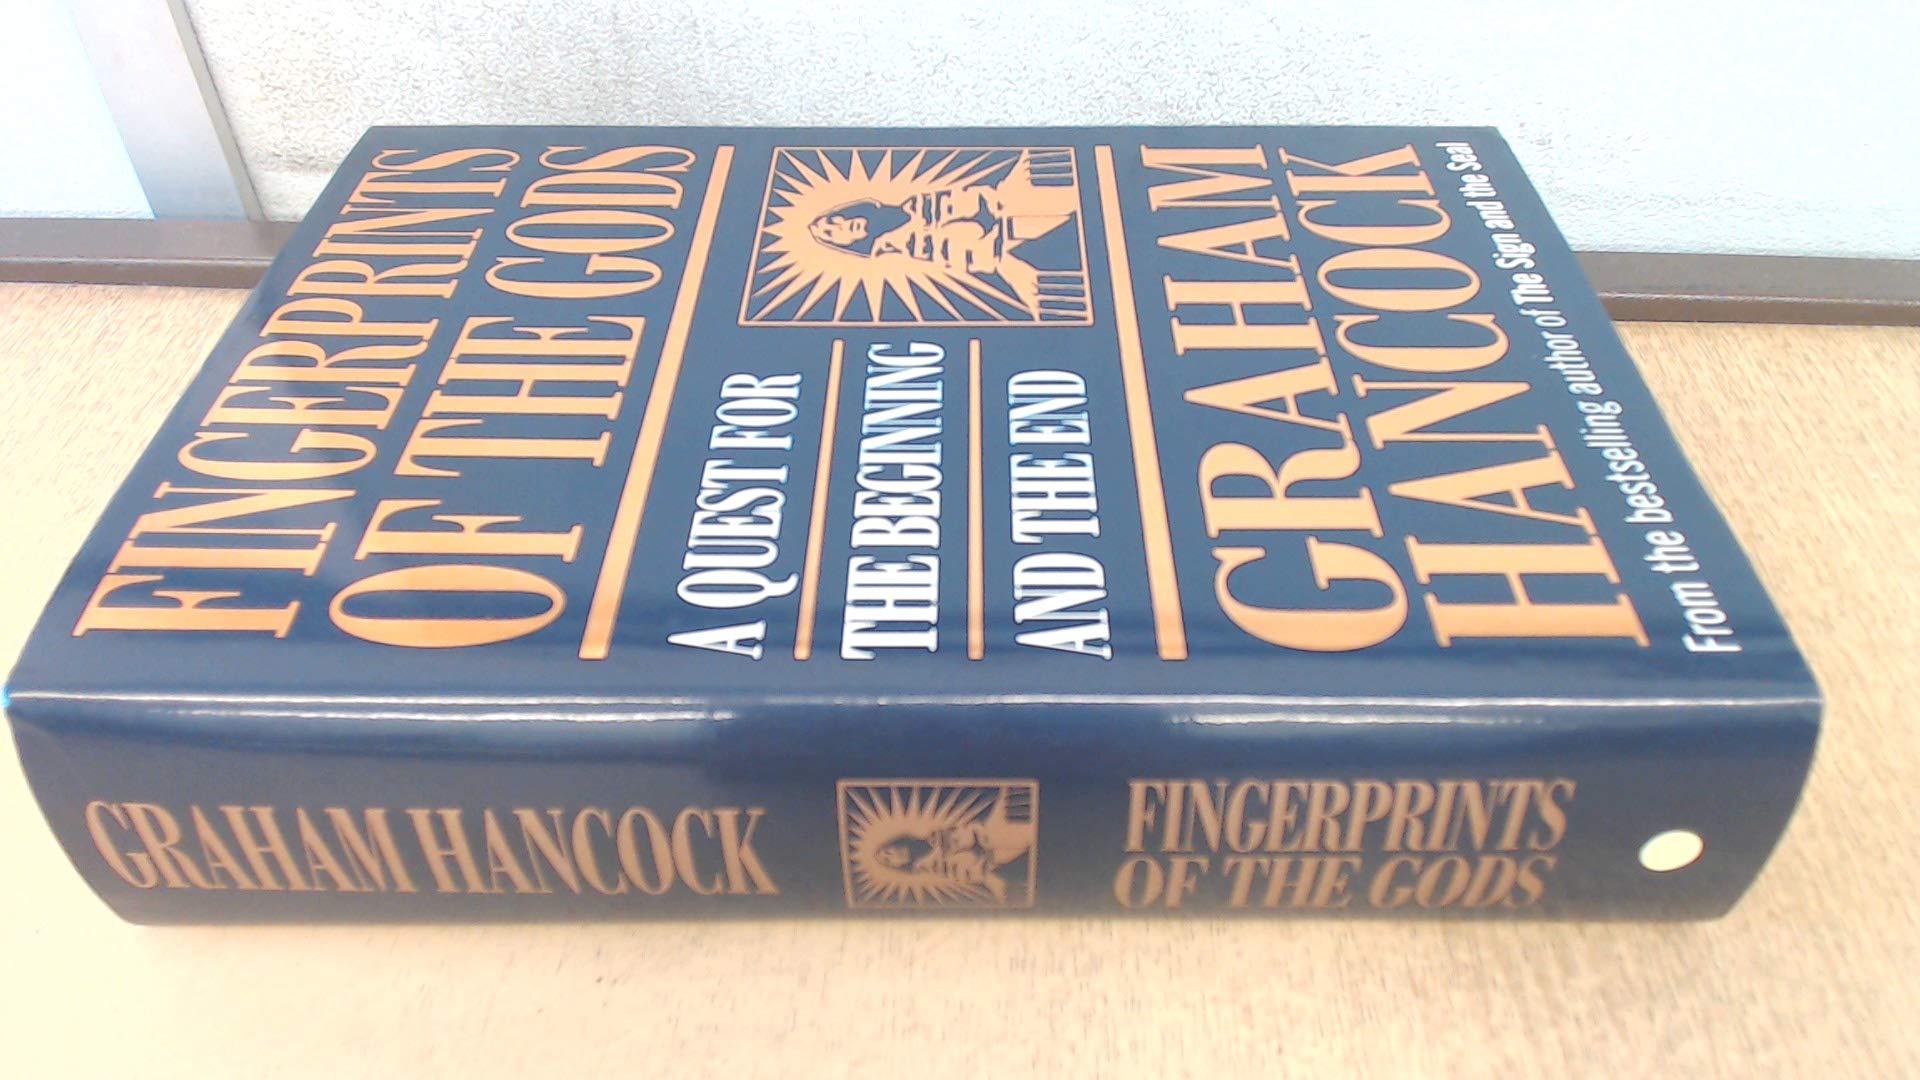 FINGERPRINTS
OF THE GODS
A QUEST FOR
THE BEGINNING
AND THE END
GRAHAM
HANCOCK
From the bestselling author of The Sign and the Seal
GRAHAM HANCOCK
FINGERPRINTS
OF THE GODS